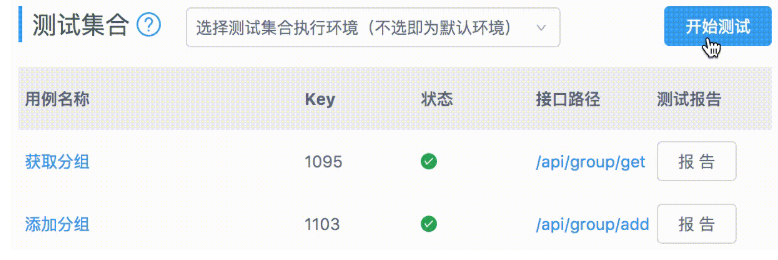 测试集合 ? 选择测试集合执行环境（不选即为默认环境） 开始测试
用例名称 Key 状态 接口路径 测试报告
获取分组 1095 /api/group/get 报 告
添加分组 1103 /api/group/add 报 告